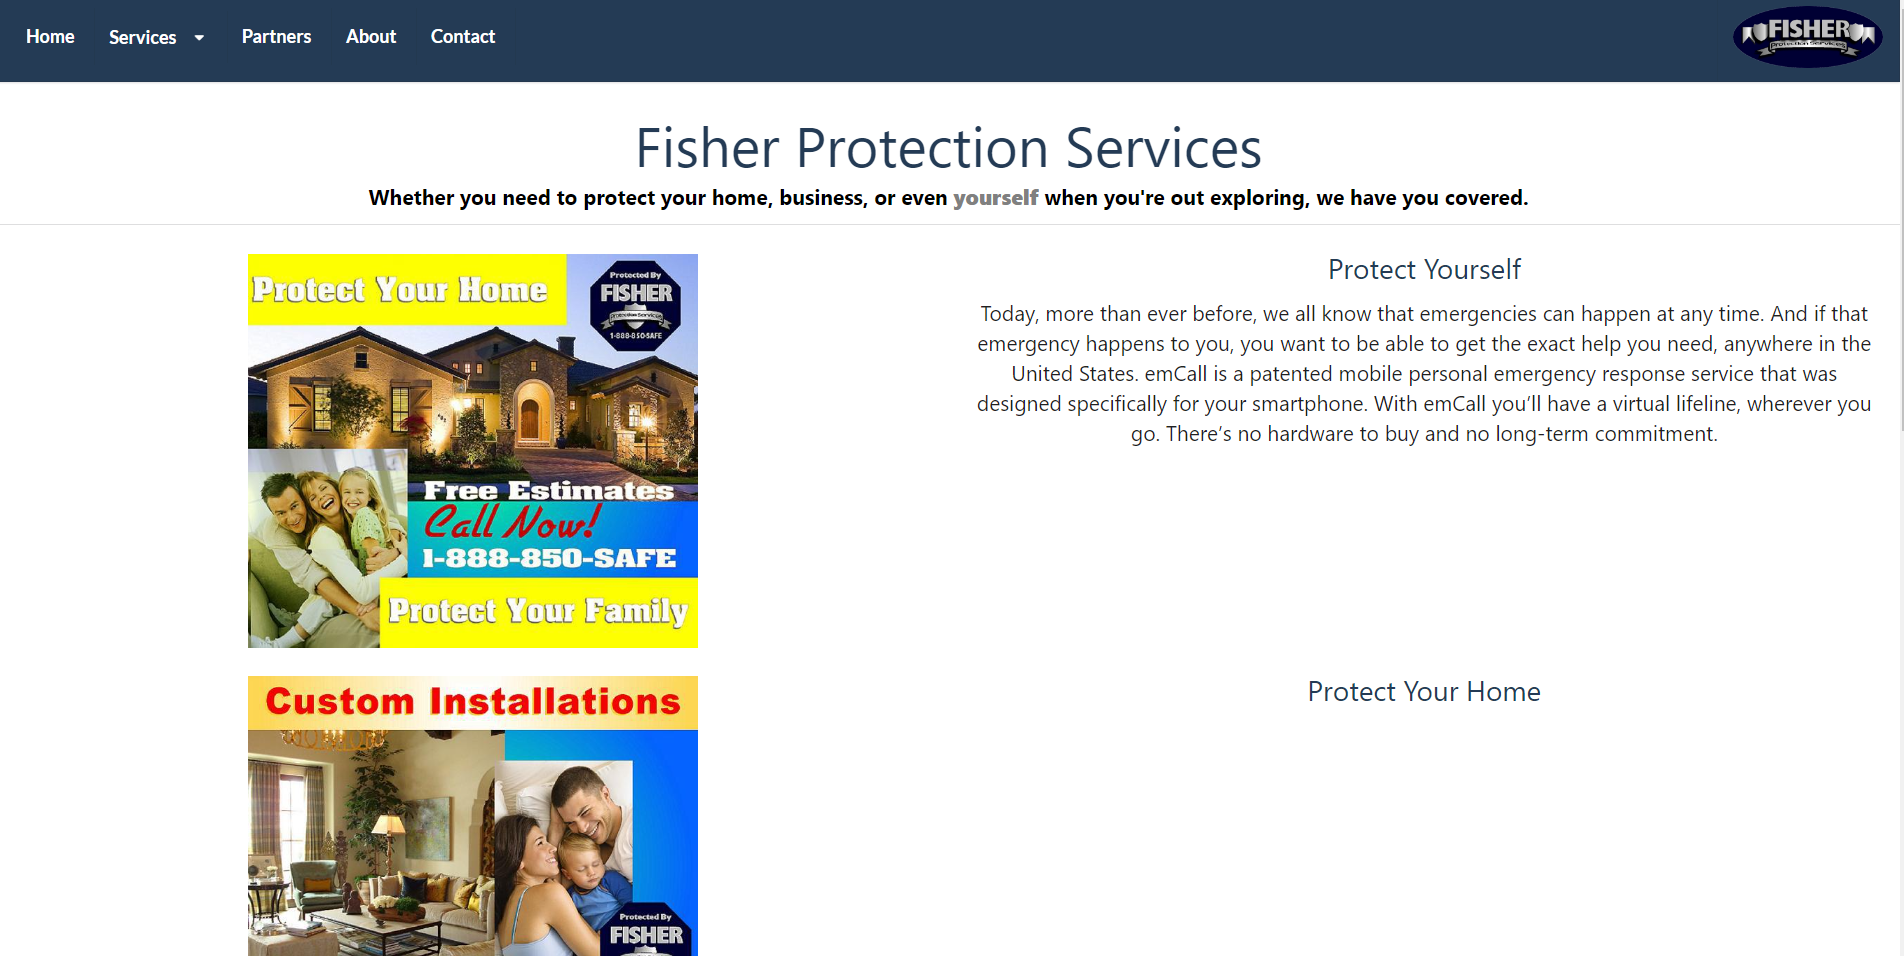 Home
Services
Partners
About
Contact
FISHER
Protection Services
Fisher Protection Services
Whether you need to protect your home, business, or even yourself when you're out exploring, we have you covered.
Protect Your Home
Protected By
FISHER
Protection Services
1-888-850-SAFE
Free Estimates
Call Now!
1-888-850-SAFE
Protect Your Family
Protect Yourself
Today, more than ever before, we all know that emergencies can happen at any time. And if that
emergency happens to you, you want to be able to get the exact help you need, anywhere in the
United States. emCall is a patented mobile personal emergency response service that was
designed specifically for your smartphone. With emCall you’ll have a virtual lifeline, wherever you
go. There’s no hardware to buy and no long-term commitment.
Custom Installations
Protected By
FISHER
Protect Your Home